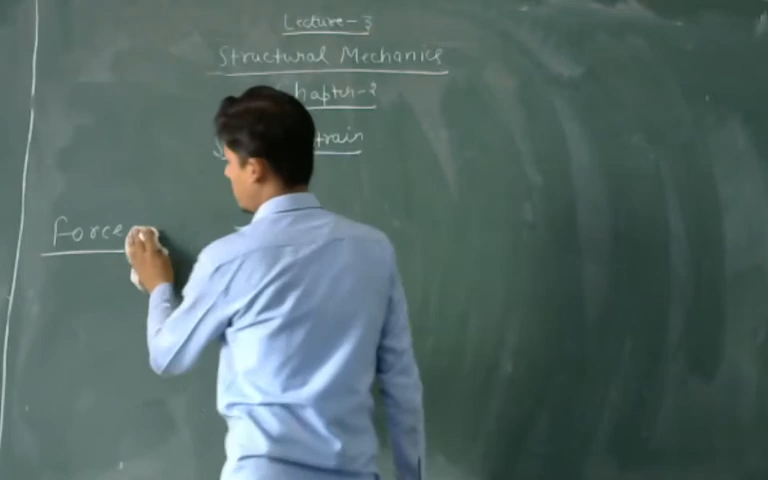 Lecture-3
Structural Mechanics
hapter-2
train
Force